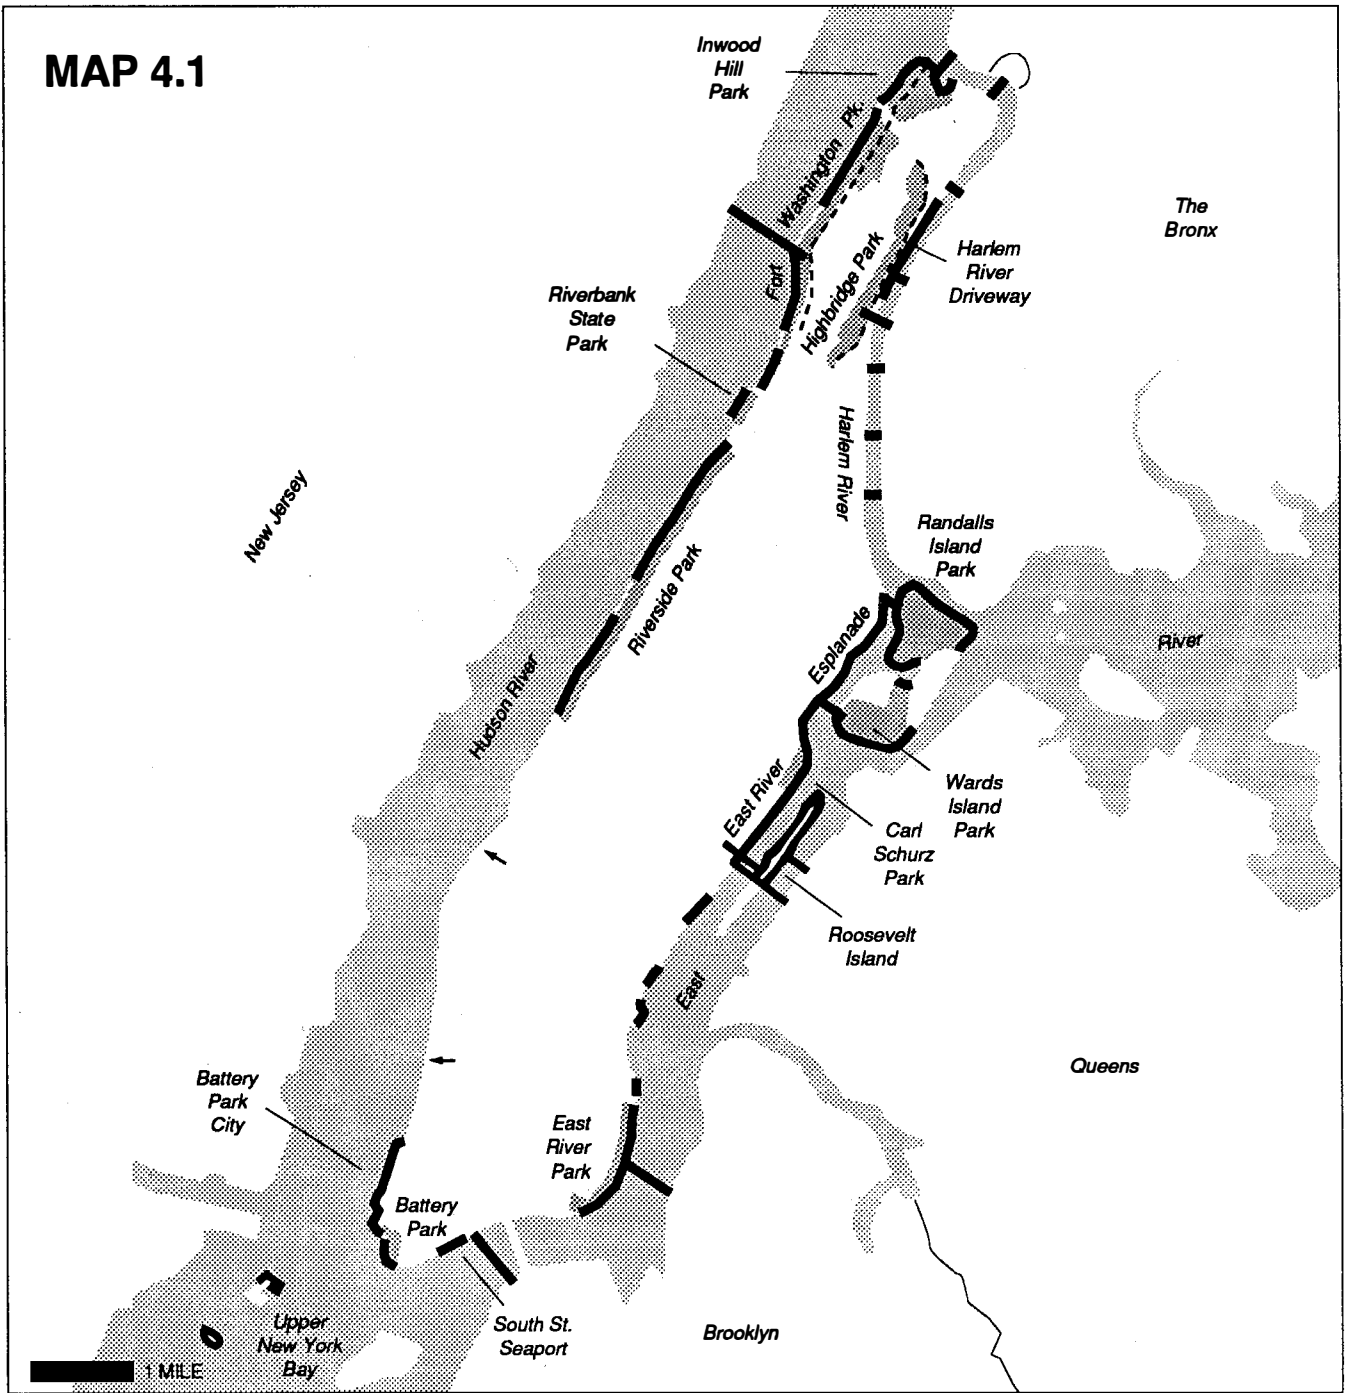 MAP 4.1
Inwood
Hill
Park
Fort Washington Pk.
The
Bronx
Harlem
River
Driveway
Highbridge Park
Riverbank
State
Park
Harlem River
New Jersey
Randalls
Island
Park
Riverside Park
Esplanade
River
Hudson River
East River
Wards
Island
Park
Carl
Schurz
Park
Roosevelt
Island
East
Queens
Battery
Park
City
East
River
Park
Battery
Park
South St.
Seaport
Upper
New York
Bay
Brooklyn
1 MILE